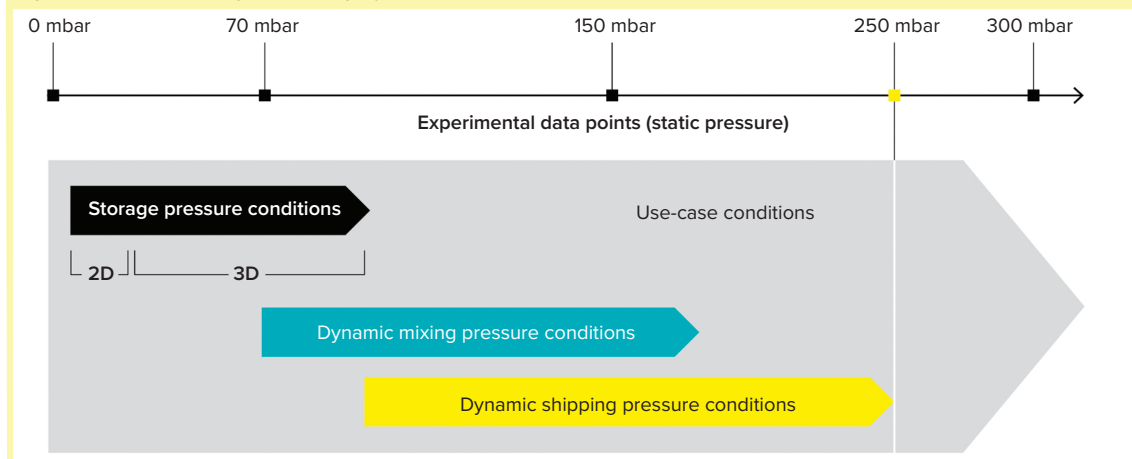 0 mbar 70 mbar 150 mbar 250 mbar 300 mbar
Experimental data points (static pressure)
Storage pressure conditions
Use-case conditions
2D 3D
Dynamic mixing pressure conditions
Dynamic shipping pressure conditions